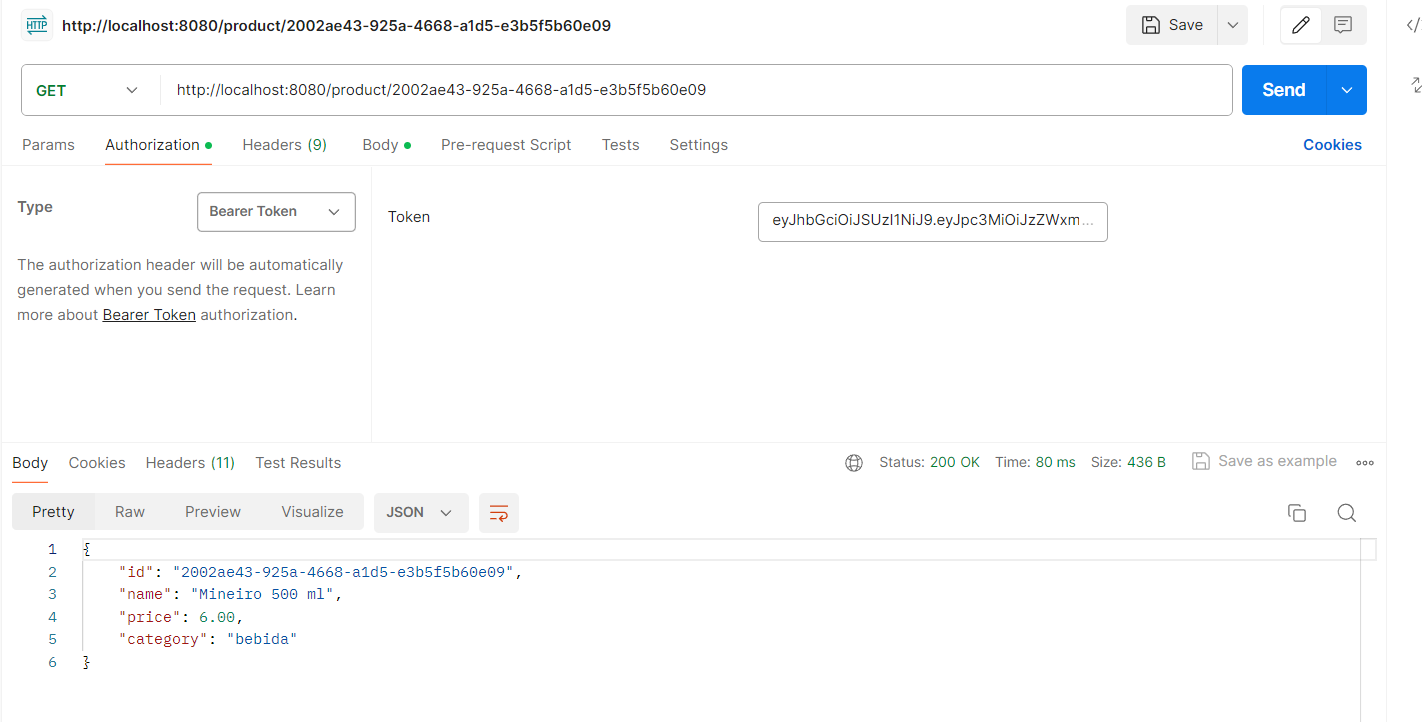 HTTP http://localhost:8080/product/2002ae43-925a-4668-a1d5-e3b5f5b60e09 Save
GET http://localhost:8080/product/2002ae43-925a-4668-a1d5-e3b5f5b60e09 Send
Params Authorization Headers (9) Body Pre-request Script Tests Settings Cookies
Type Bearer Token
The authorization header will be automatically
generated when you send the request. Learn
more about Bearer Token authorization.
Token eyJhbGciOiJSUzI1NiJ9.eyJpc3MiOiJzZWxm...
Body Cookies Headers (11) Test Results Status: 200 OK Time: 80 ms Size: 436 B Save as example
Pretty Raw Preview Visualize JSON
1 {
2 "id": "2002ae43-925a-4668-a1d5-e3b5f5b60e09",
3 "name": "Mineiro 500 ml",
4 "price": 6.00,
5 "category": "bebida"
6 }